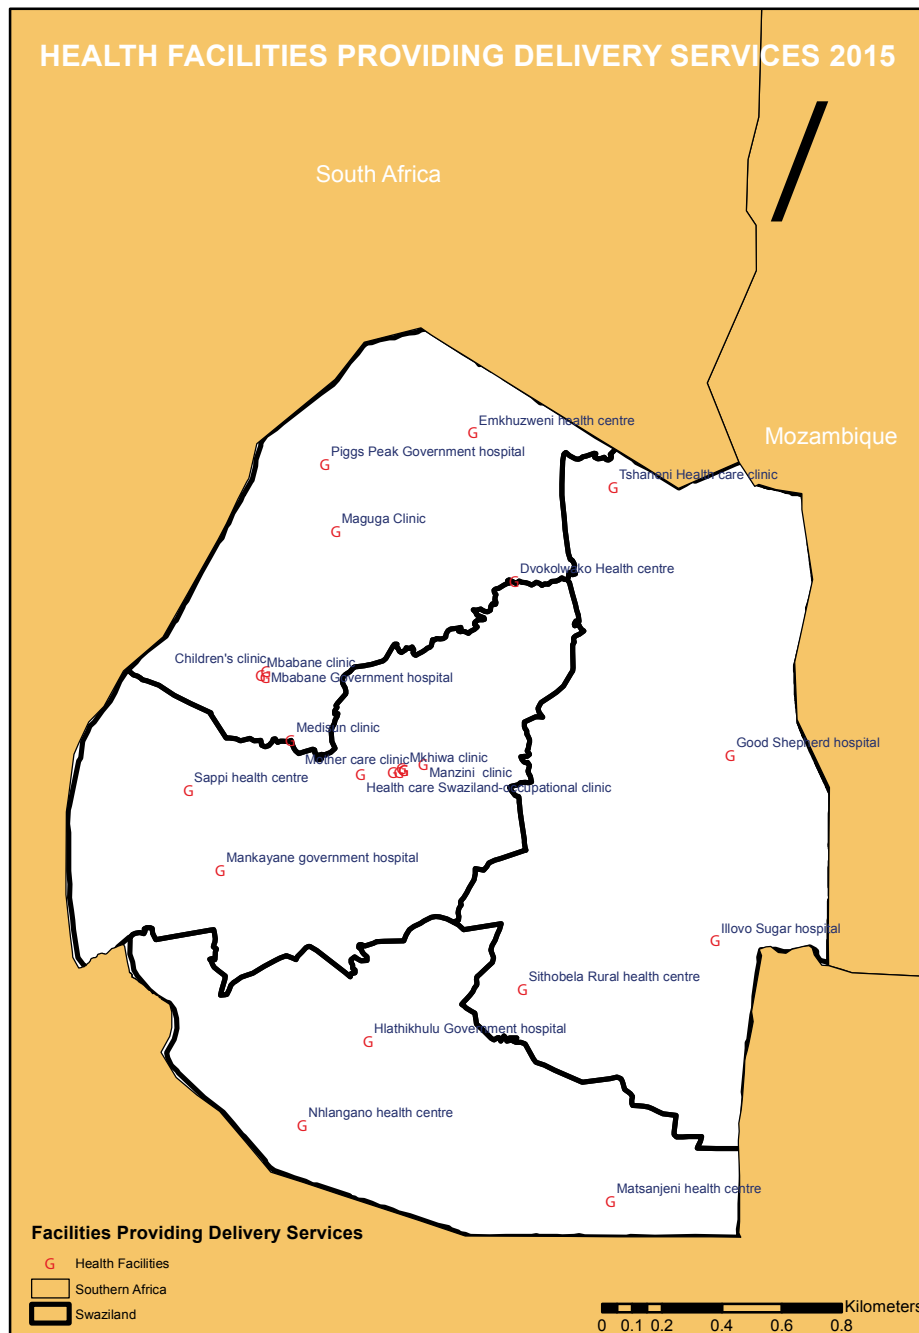 HEALTH FACILITIES PROVIDING DELIVERY SERVICES 2015
South Africa
Mozambique
Emkhuzweni health centre
G
Piggs Peak Government hospital
G
Tshaneni Health care clinic
G
Maguga Clinic
G
Dvokolwako Health centre
G
Children's clinic
Mbabane clinic
G
G
G
Mbabane Government hospital
Medisun clinic
G
Good Shepherd hospital
G
Mother care clinic
Mkhiwa clinic
G
Manzini clinic
G
G
G
G
G
Sappi health centre
G
Health care Swaziland-occupational clinic
Mankayane government hospital
G
Illovo Sugar hospital
G
Sithobela Rural health centre
G
Hlathikhulu Government hospital
G
Nhlangano health centre
G
Matsanjeni health centre
G
Facilities Providing Delivery Services
G Health Facilities
Southern Africa
Swaziland
Kilometers
0 0.1 0.2 0.4 0.6 0.8